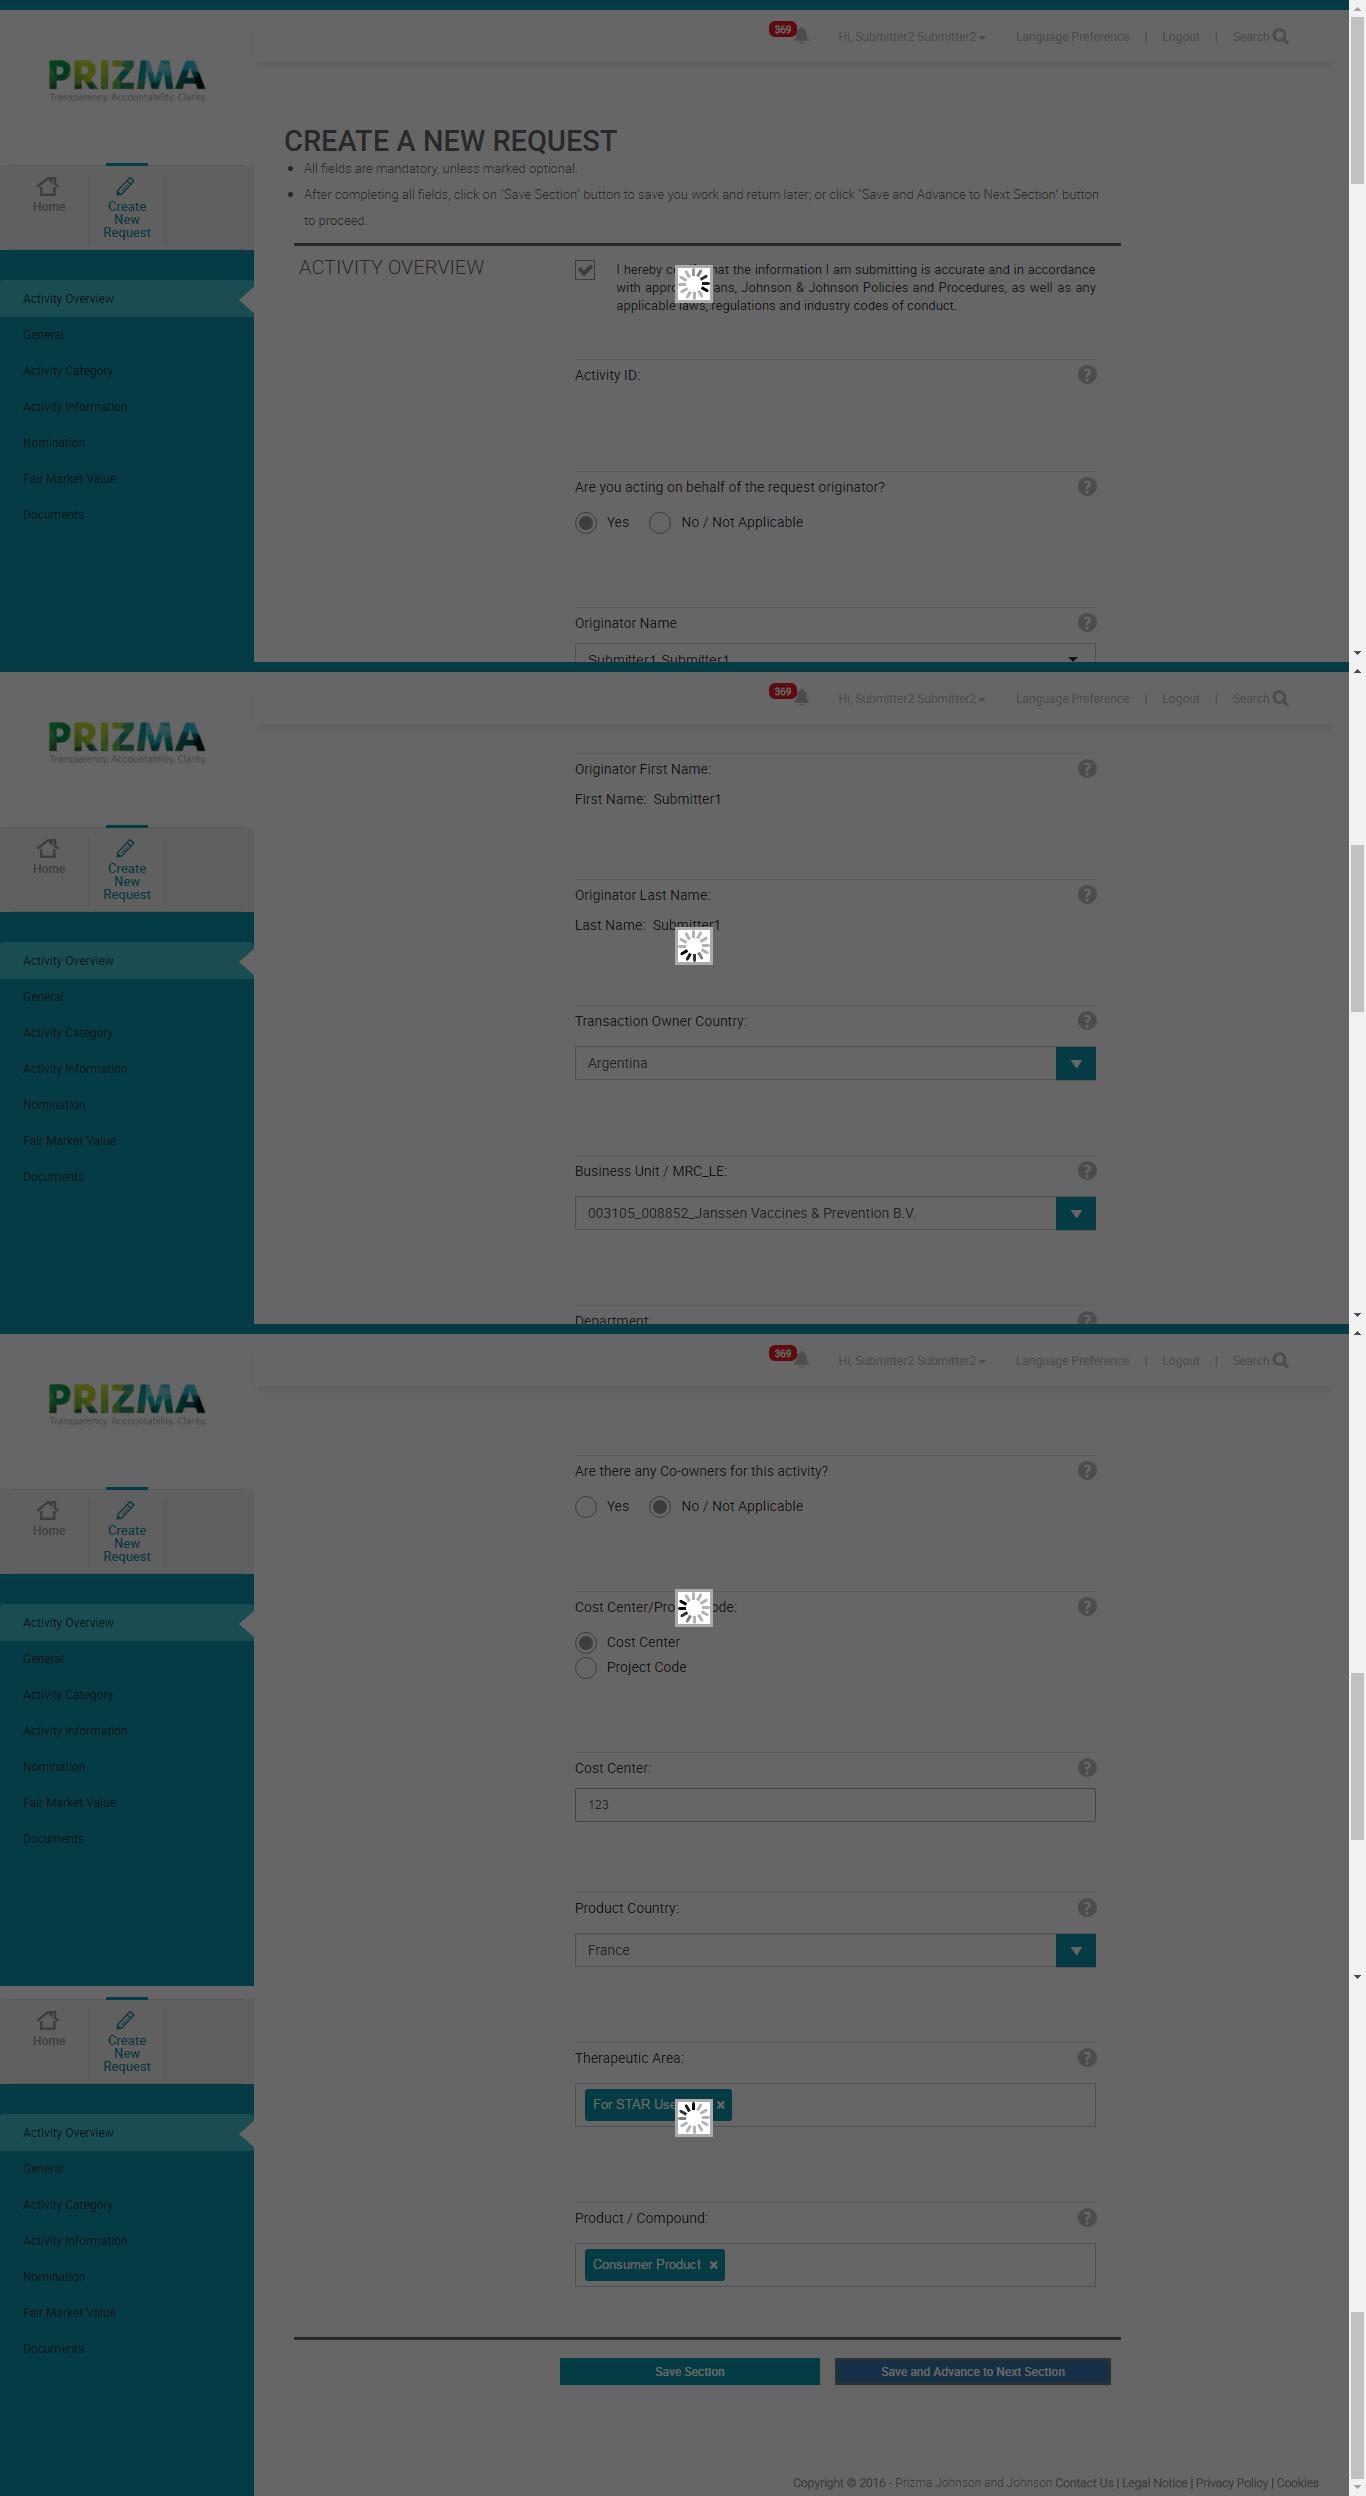 369
Hi, Submitter2 Submitter2
Language Preference | Logout | Search
PRIZMA
Transparency. Accountability. Clarity.
Home
Create
New
Request
CREATE A NEW REQUEST
All fields are mandatory, unless marked optional.
After completing all fields, click on "Save Section" button to save you work and return later; or click "Save and Advance to Next Section" button
to proceed.
Activity Overview
General
Activity Category
Activity Information
Nomination
Fair Market Value
Documents
ACTIVITY OVERVIEW
I hereby the information I am submitting is accurate and in accordance
with Johnson & Johnson Policies and Procedures, as well as any
applicable laws, regulations and industry codes of conduct.
Activity ID:
Are you acting on behalf of the request originator?
Yes No / Not Applicable
Originator Name
Submitter1 Submitter1
369
Hi, Submitter2 Submitter2
Language Preference | Logout | Search
PRIZMA
Transparency. Accountability. Clarity.
Home
Create
New
Request
Activity Overview
General
Activity Category
Activity Information
Nomination
Fair Market Value
Documents
Originator First Name:
First Name: Submitter1
Originator Last Name:
Last Name: Submitter1
Transaction Owner Country:
Argentina
Business Unit / MRC_LE:
003105_008852_Janssen Vaccines & Prevention B.V.
Department:
369
Hi, Submitter2 Submitter2
Language Preference | Logout | Search
PRIZMA
Transparency. Accountability. Clarity.
Home
Create
New
Request
Activity Overview
General
Activity Category
Activity Information
Nomination
Fair Market Value
Documents
Are there any Co-owners for this activity?
Yes No / Not Applicable
Cost
Cost Center
Project Code
Cost Center:
123
Product Country:
France
Home
Create
New
Request
Activity Overview
General
Activity Category
Activity Information
Nomination
Fair Market Value
Documents
Therapeutic Area:
For STAR
Product / Compound:
Consumer Product ×
Save Section
Save and Advance to Next Section
Copyright © 2016 - Prizma Johnson and Johnson Contact Us | Legal Notice | Privacy Policy | Cookies